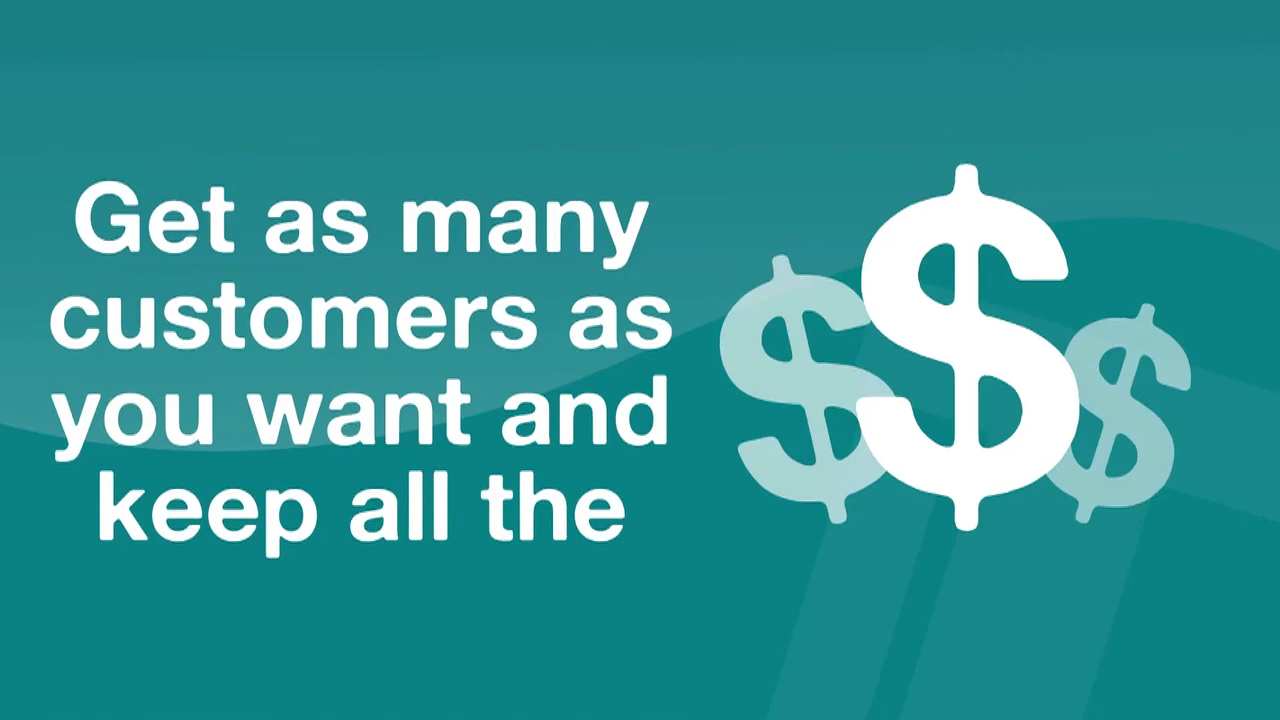 Get as many
customers as
you want and
keep all the
$ $ $